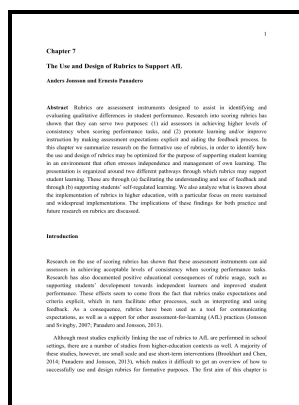 1
Chapter 7
The Use and Design of Rubrics to Support AfL
Anders Jonsson and Ernesto Panadero
Abstract Rubrics are assessment instruments designed to assist in identifying and
evaluating qualitative differences in student performance. Research into scoring rubrics has
shown that they can serve two purposes: (1) aid assessors in achieving higher levels of
consistency when scoring performance tasks, and (2) promote learning and/or improve
instruction by making assessment expectations explicit and aiding the feedback process. In
this chapter we summarize research on the formative use of rubrics, in order to identify how
the use and design of rubrics may be optimized for the purpose of supporting student learning
in an environment that often stresses independence and management of own learning. The
presentation is organized around two different pathways through which rubrics may support
student learning. These are through (a) facilitating the understanding and use of feedback and
through (b) supporting students' self-regulated learning. We also analyze what is known about
the implementation of rubrics in higher education, with a particular focus on more sustained
and widespread implementations. The implications of these findings for both practice and
future research on rubrics are discussed.
Introduction
Research on the use of scoring rubrics has shown that these assessment instruments can aid
assessors in achieving acceptable levels of consistency when scoring performance tasks.
Research has also documented positive educational consequences of rubric usage, such as
supporting students' development towards independent learners and improved student
performance. These effects seem to come from the fact that rubrics make expectations and
criteria explicit, which in turn facilitate other processes, such as interpreting and using
feedback. As a consequence, rubrics have been used as a tool for communicating
expectations, as well as a support for other assessment-for-learning (AfL) practices (Jonsson
and Svingby, 2007; Panadero and Jonsson, 2013).
Although most studies explicitly linking the use of rubrics to AfL are performed in school
settings, there are a number of studies from higher-education contexts as well. A majority of
these studies, however, are small scale and use short-term interventions (Brookhart and Chen,
2014; Panadero and Jonsson, 2013), which makes it difficult to get an overview of how to
successfully use and design rubrics for formative purposes. The first aim of this chapter is